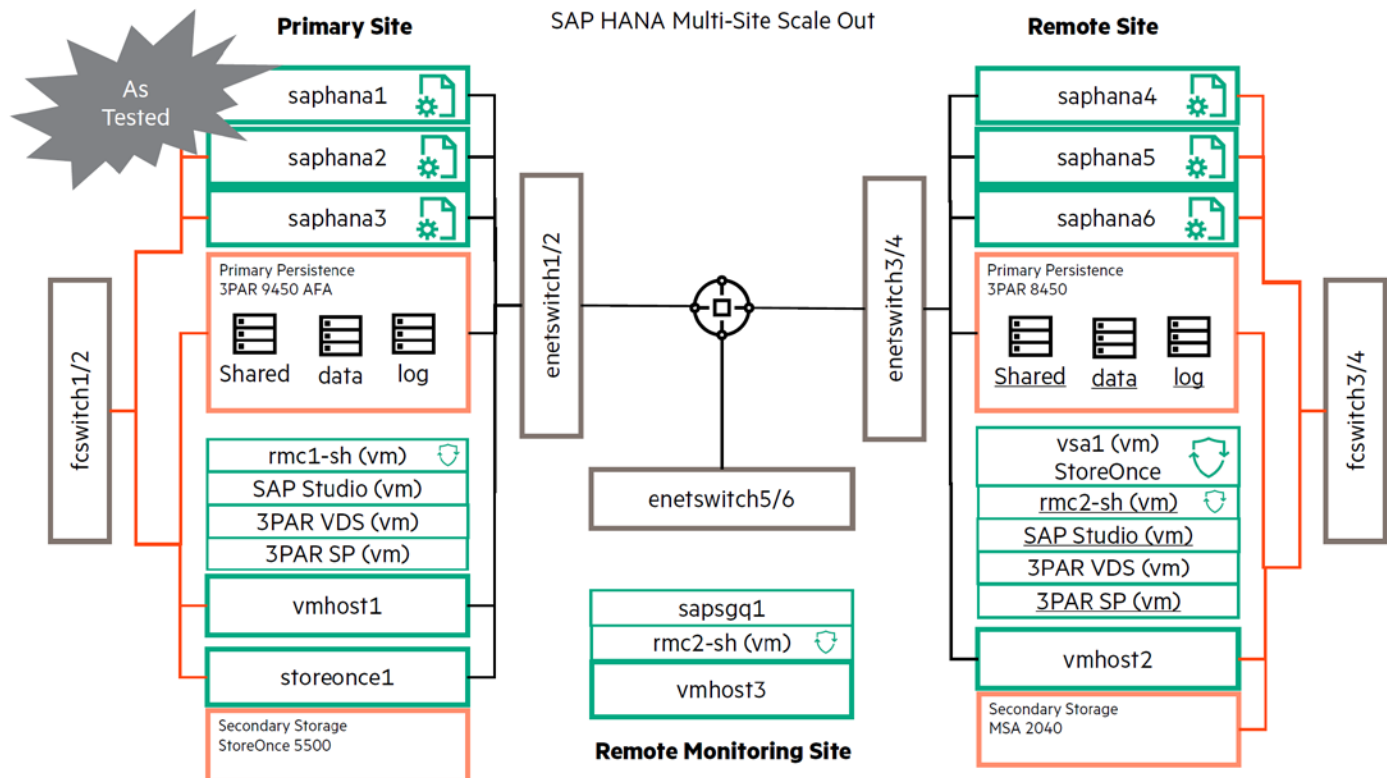 SAP HANA Multi-Site Scale Out
Primary Site
Remote Site
As
Tested
saphana1
saphana2
saphana3
Primary Persistence
3PAR 9450 AFA
Shared
data
log
fcswitch1/2
rmc1-sh (vm)
SAP Studio (vm)
3PAR VDS (vm)
3PAR SP (vm)
vmhost1
storeonce1
Secondary Storage
StoreOnce 5500
enetswitch1/2
enetswitch5/6
sapsgq1
rmc2-sh (vm)
vmhost3
Remote Monitoring Site
enetswitch3/4
saphana4
saphana5
saphana6
Primary Persistence
3PAR 8450
Shared
data
log
vsa1 (vm)
StoreOnce
rmc2-sh (vm)
SAP Studio (vm)
3PAR VDS (vm)
3PAR SP (vm)
vmhost2
Secondary Storage
MSA 2040
fcswitch3/4